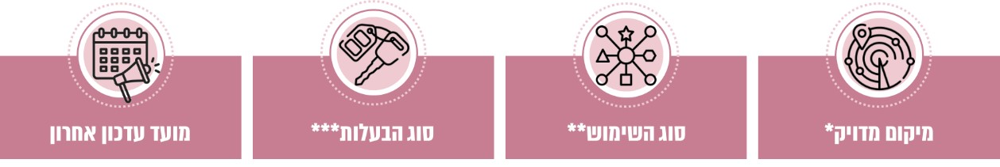 מיקום מדויק*
סוג השימוש**
סוג הבעלות***
מועד עדכון אחרון